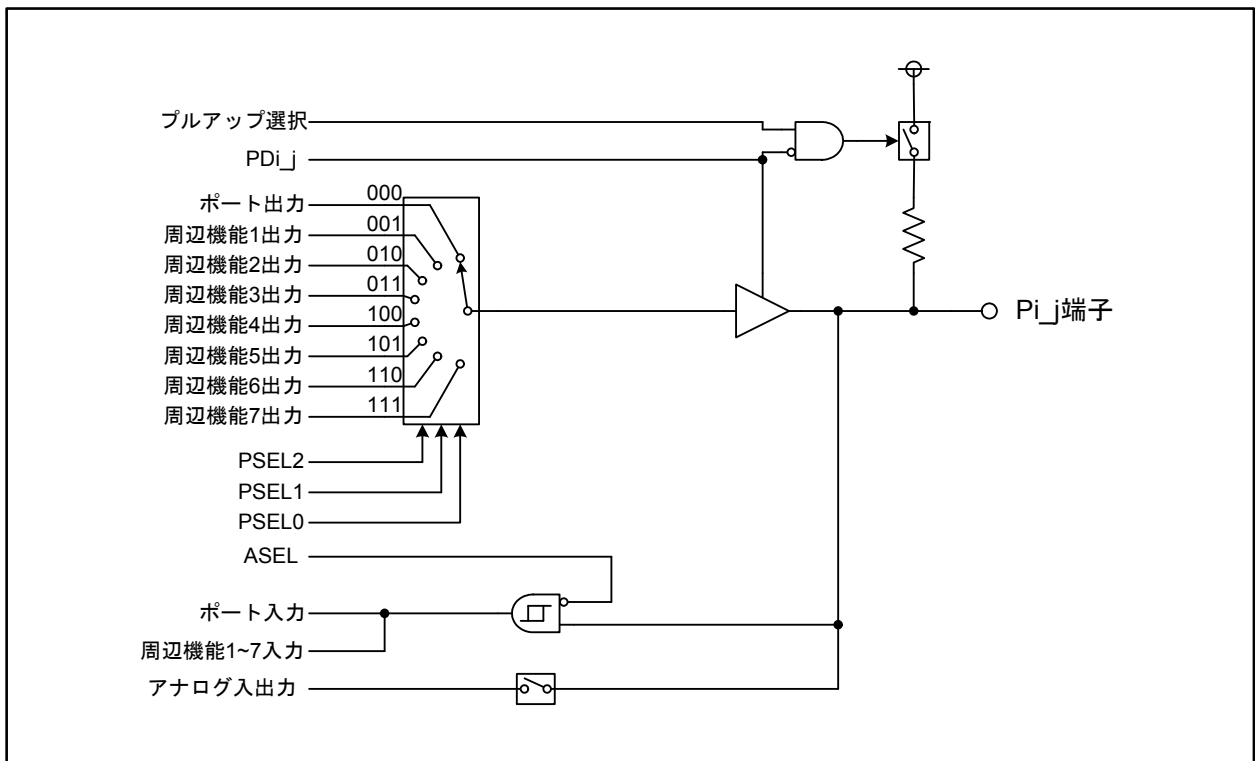 プルアップ選択
PDi_j
ポート出力 000
周辺機能1出力 001
周辺機能2出力 010
周辺機能3出力 011
周辺機能4出力 100
周辺機能5出力 101
周辺機能6出力 110
周辺機能7出力 111
Pi_j端子
PSEL2
PSEL1
PSEL0
ASEL
ポート入力
周辺機能1~7入力
アナログ入出力